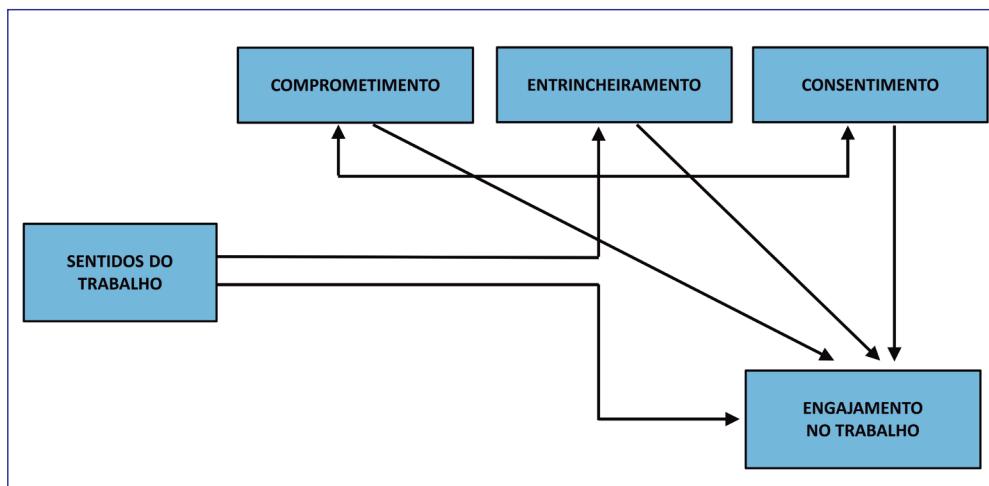 COMPROMETIMENTO
ENTRINCHEIRAMENTO
CONSENTIMENTO
SENTIDOS DO
TRABALHO
ENGAJAMENTO
NO TRABALHO